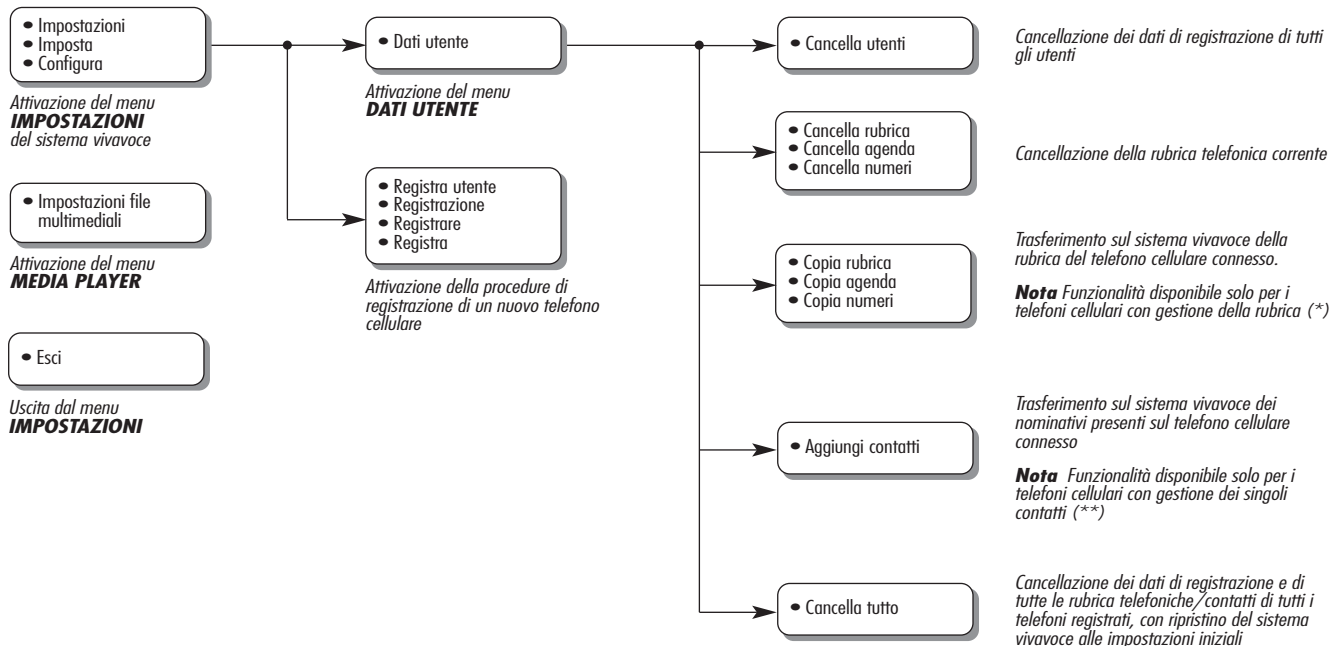 • Impostazioni
• Imposta
• Configura
Attivazione del menu
IMPOSTAZIONI
del sistema vivavoce
• Impostazioni file
multimediali
Attivazione del menu
MEDIA PLAYER
• Esci
Uscita dal menu
IMPOSTAZIONI
• Dati utente
Attivazione del menu
DATI UTENTE
• Registra utente
• Registrazione
• Registrare
• Registra
Attivazione della procedure di
registrazione di un nuovo telefono
cellulare
• Cancella utenti
Cancellazione dei dati di registrazione di tutti
gli utenti
• Cancella rubrica
• Cancella agenda
• Cancella numeri
Cancellazione della rubrica telefonica corrente
• Copia rubrica
• Copia agenda
• Copia numeri
Trasferimento sul sistema vivavoce della
rubrica del telefono cellulare connesso.
Nota Funzionalità disponibile solo per i
telefoni cellulari con gestione della rubrica (*)
• Aggiungi contatti
Trasferimento sul sistema vivavoce dei
nominativi presenti sul telefono cellulare
connesso
Nota Funzionalità disponibile solo per i
telefoni cellulari con gestione dei singoli
contatti (**)
• Cancella tutto
Cancellazione dei dati di registrazione e di
tutte le rubrica telefoniche/contatti di tutti i
telefoni registrati, con ripristino del sistema
vivavoce alle impostazioni iniziali